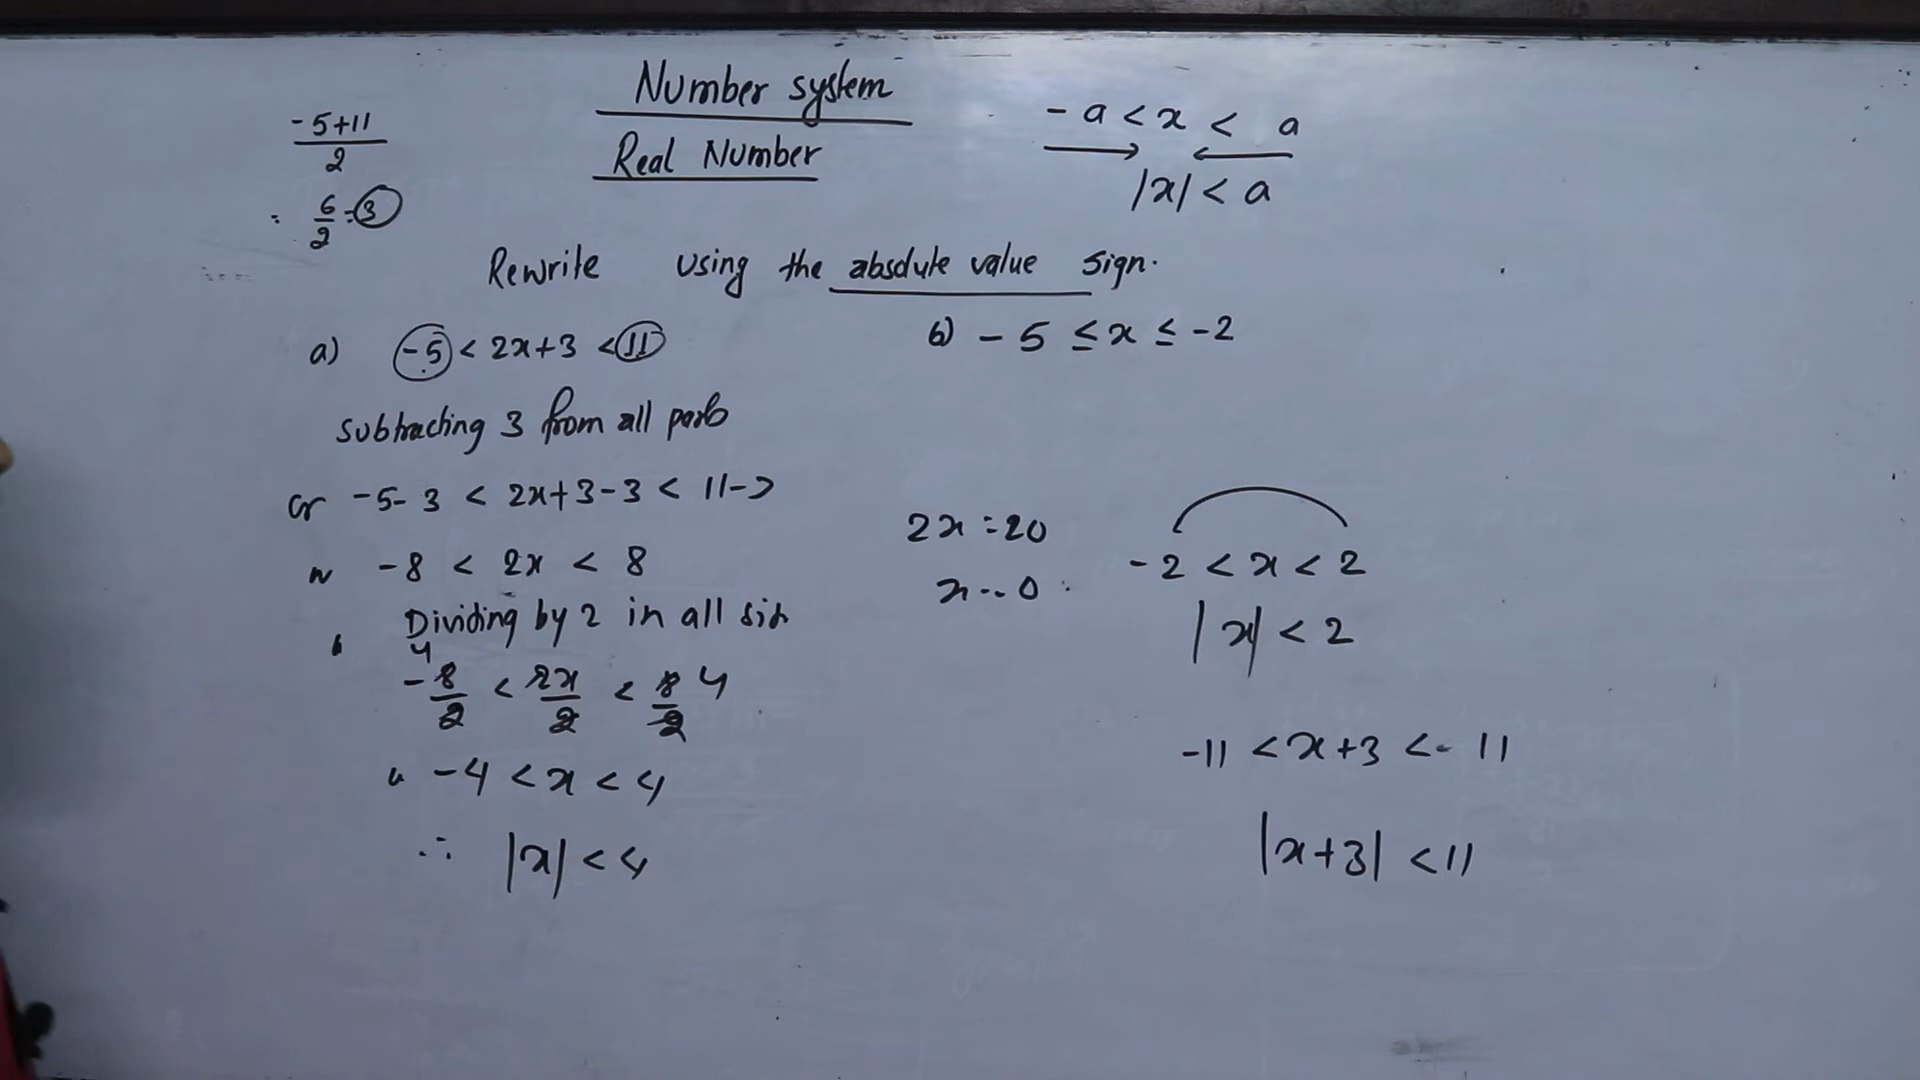 Number system
Real Number
-5+11
2
: 6/2 = 3
- a < x < a
|x| < a
Rewrite using the absolute value sign.
a) -5 < 2x+3 < 11
subtracting 3 from all
or -5-3 < 2x+3-3 < 11-3
-8 < 2x < 8
Dividing by 2 in all
4
-8/2 < 2x/2 < 8/2 4
-4 < x < 4
∴ |x| < 4
b) -5 ≤ x ≤ -2
2x = 20
-2 < x < 2
|x| < 2
-11 < x+3 < 11
|x+3| < 11